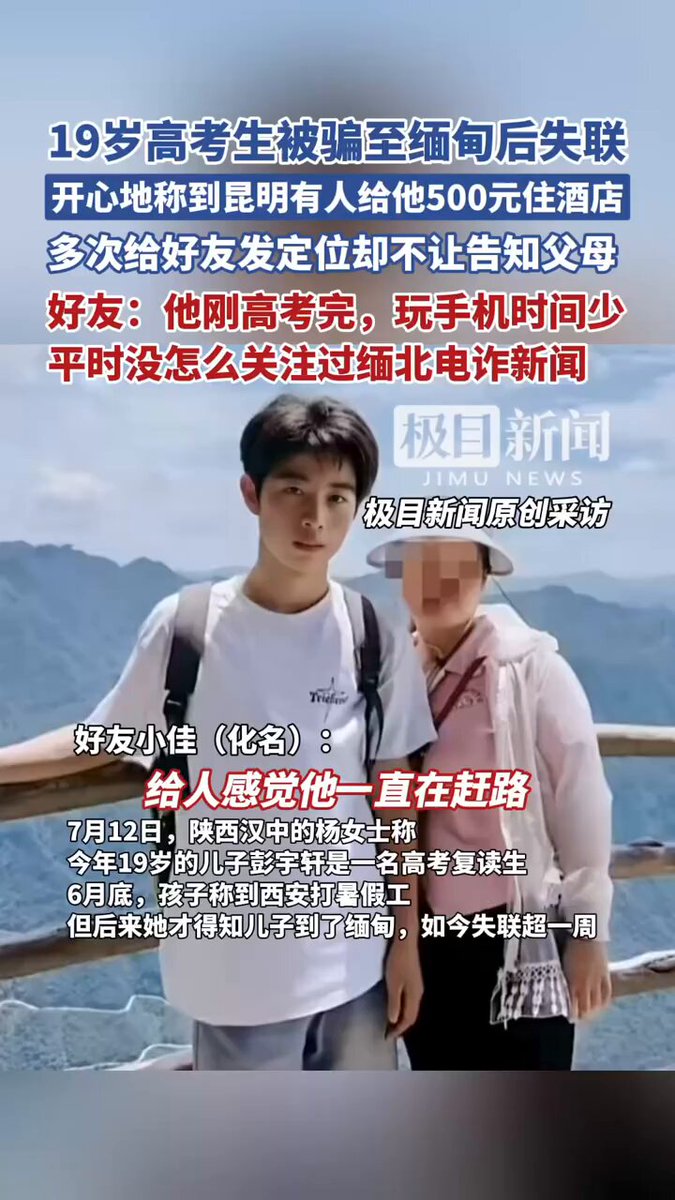 19岁高考生被骗至缅甸后失联
开心地称到昆明有人给他500元住酒店
多次给好友发定位却不让告知父母
好友：他刚高考完，玩手机时间少
平时没怎么关注过缅北电诈新闻
极目新闻
JIMU NEWS
极目新闻原创采访
好友小佳（化名）：
给人感觉他一直在赶路
7月12日，陕西汉中的杨女士称
今年19岁的儿子彭宇轩是一名高考复读生
6月底，孩子称到西安打暑假工
但后来她才得知儿子到了缅甸，如今失联超一周